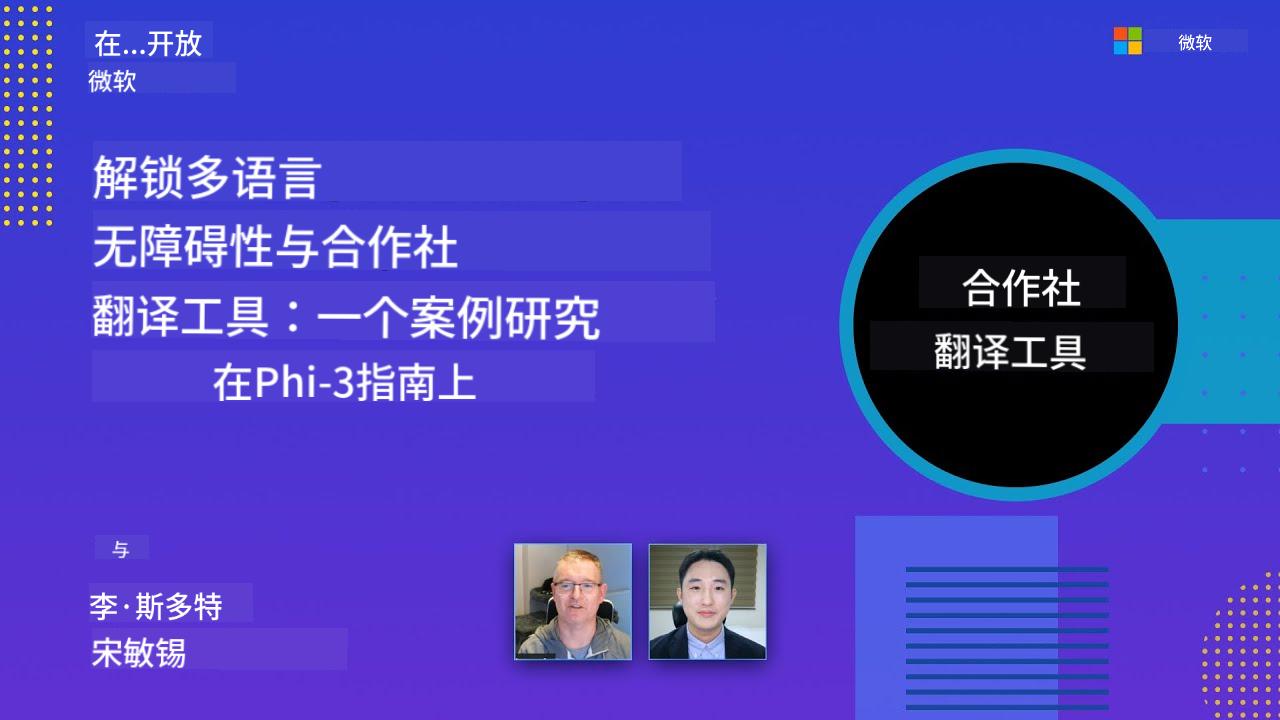 在...开放
微软
微软
解锁多语言
无障碍性与合作社
翻译工具：一个案例研究
在Phi-3指南上
合作社
翻译工具
与
李·斯多特
宋敏锡